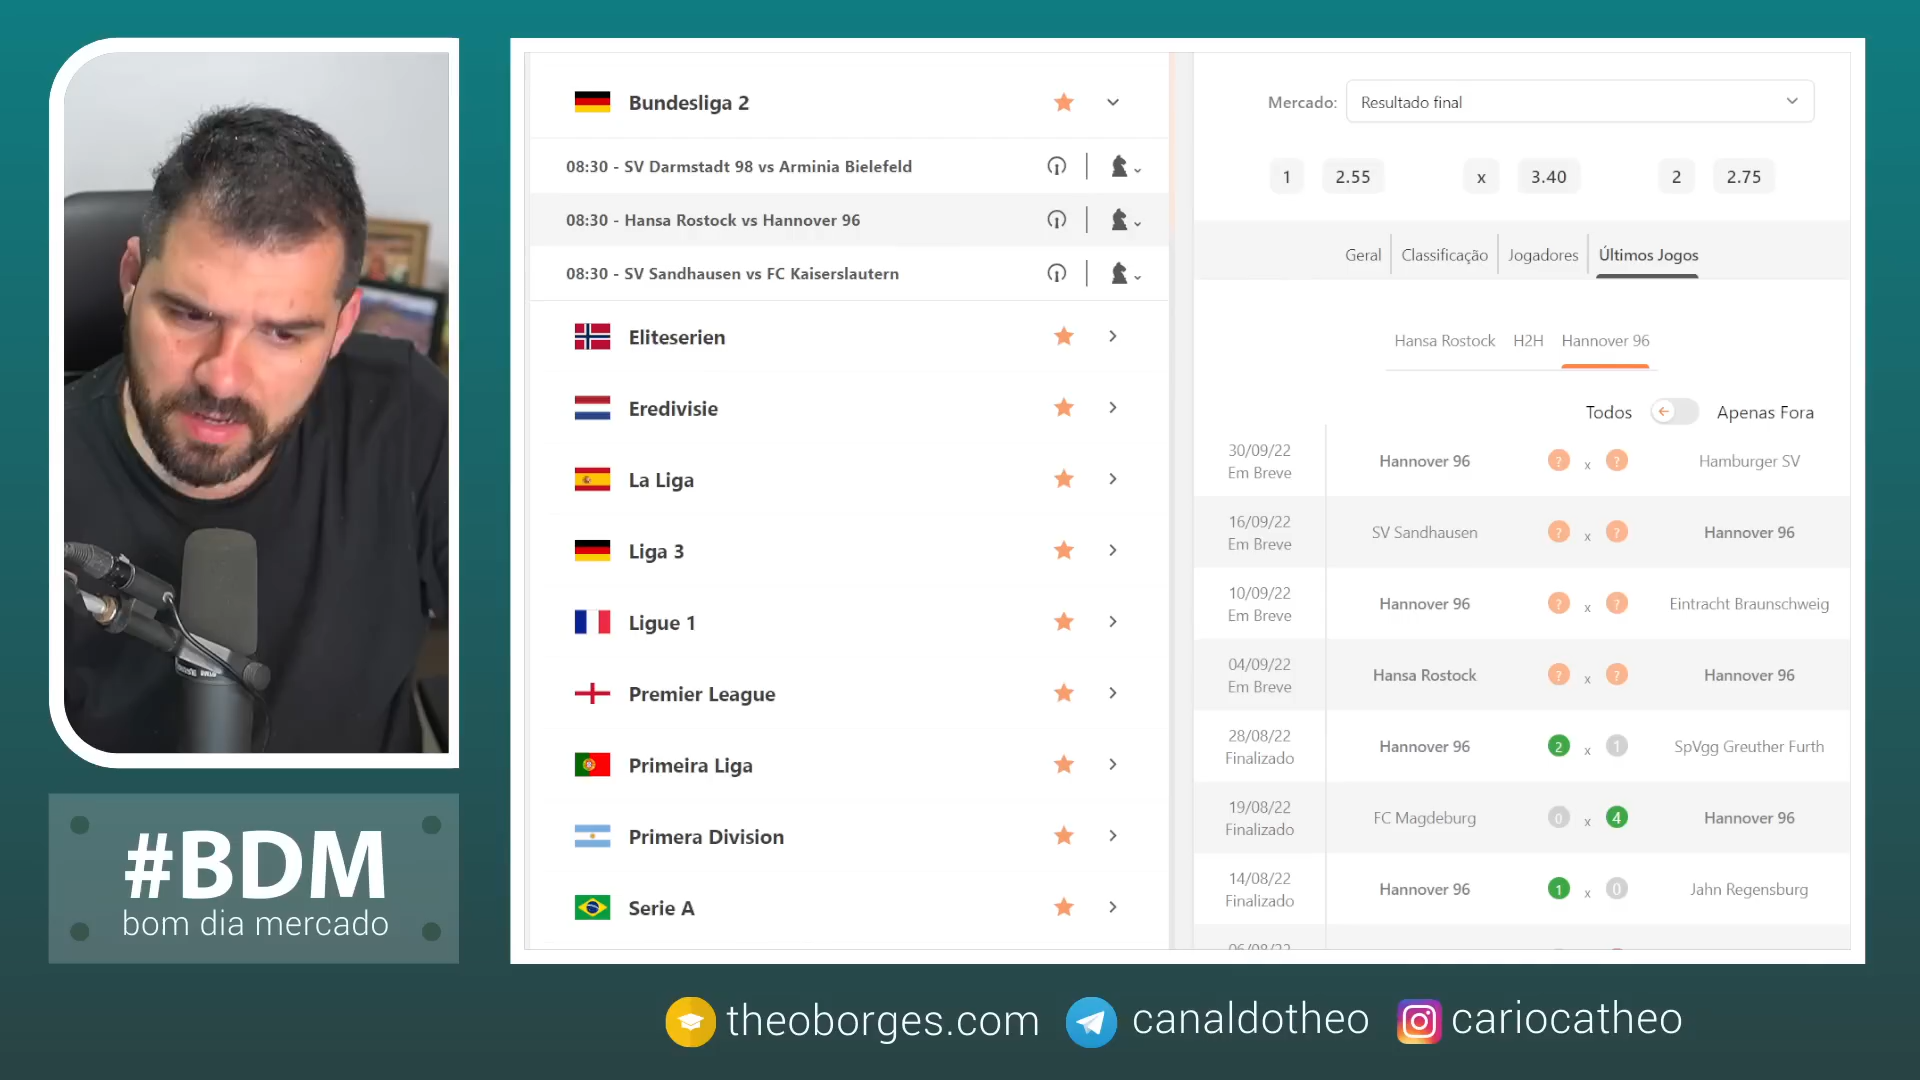 Bundesliga 2
08:30 - SV Darmstadt 98 vs Arminia Bielefeld
08:30 - Hansa Rostock vs Hannover 96
08:30 - SV Sandhausen vs FC Kaiserslautern
Eliteserien
Eredivisie
La Liga
Liga 3
Ligue 1
Premier League
Primeira Liga
Primera Division
Serie A
Mercado: Resultado final
1 2.55 x 3.40 2 2.75
Geral Classificação Jogadores Últimos Jogos
Hansa Rostock H2H Hannover 96
Todos Apenas Fora
30/09/22
Em Breve
Hannover 96 ? x ? Hamburger SV
16/09/22
Em Breve
SV Sandhausen ? x ? Hannover 96
10/09/22
Em Breve
Hannover 96 ? x ? Eintracht Braunschweig
04/09/22
Em Breve
Hansa Rostock ? x ? Hannover 96
28/08/22
Finalizado
Hannover 96 2 x 1 SpVgg Greuther Furth
19/08/22
Finalizado
FC Magdeburg 0 x 4 Hannover 96
14/08/22
Finalizado
Hannover 96 1 x 0 Jahn Regensburg
#BDM
bom dia mercado
theoborges.com canaldotheo cariocatheo